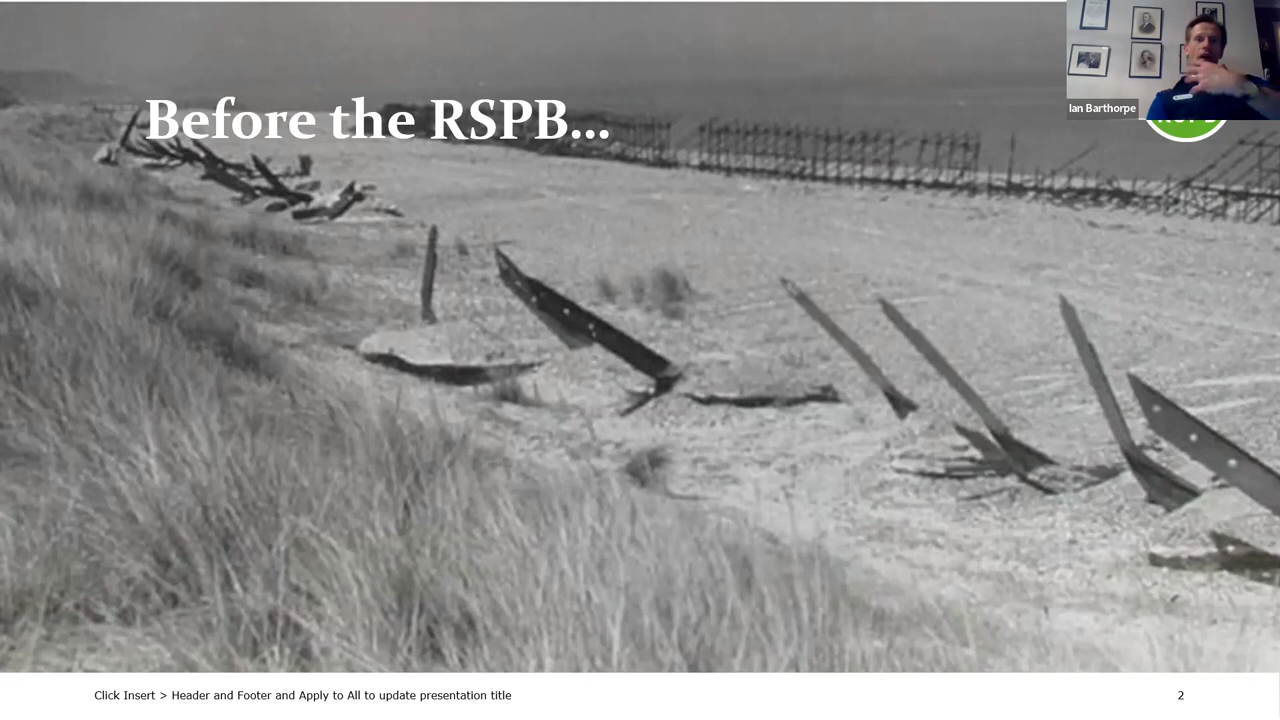 Before the RSPB...
Ian Barthorpe
Click Insert > Header and Footer and Apply to All to update presentation title
2